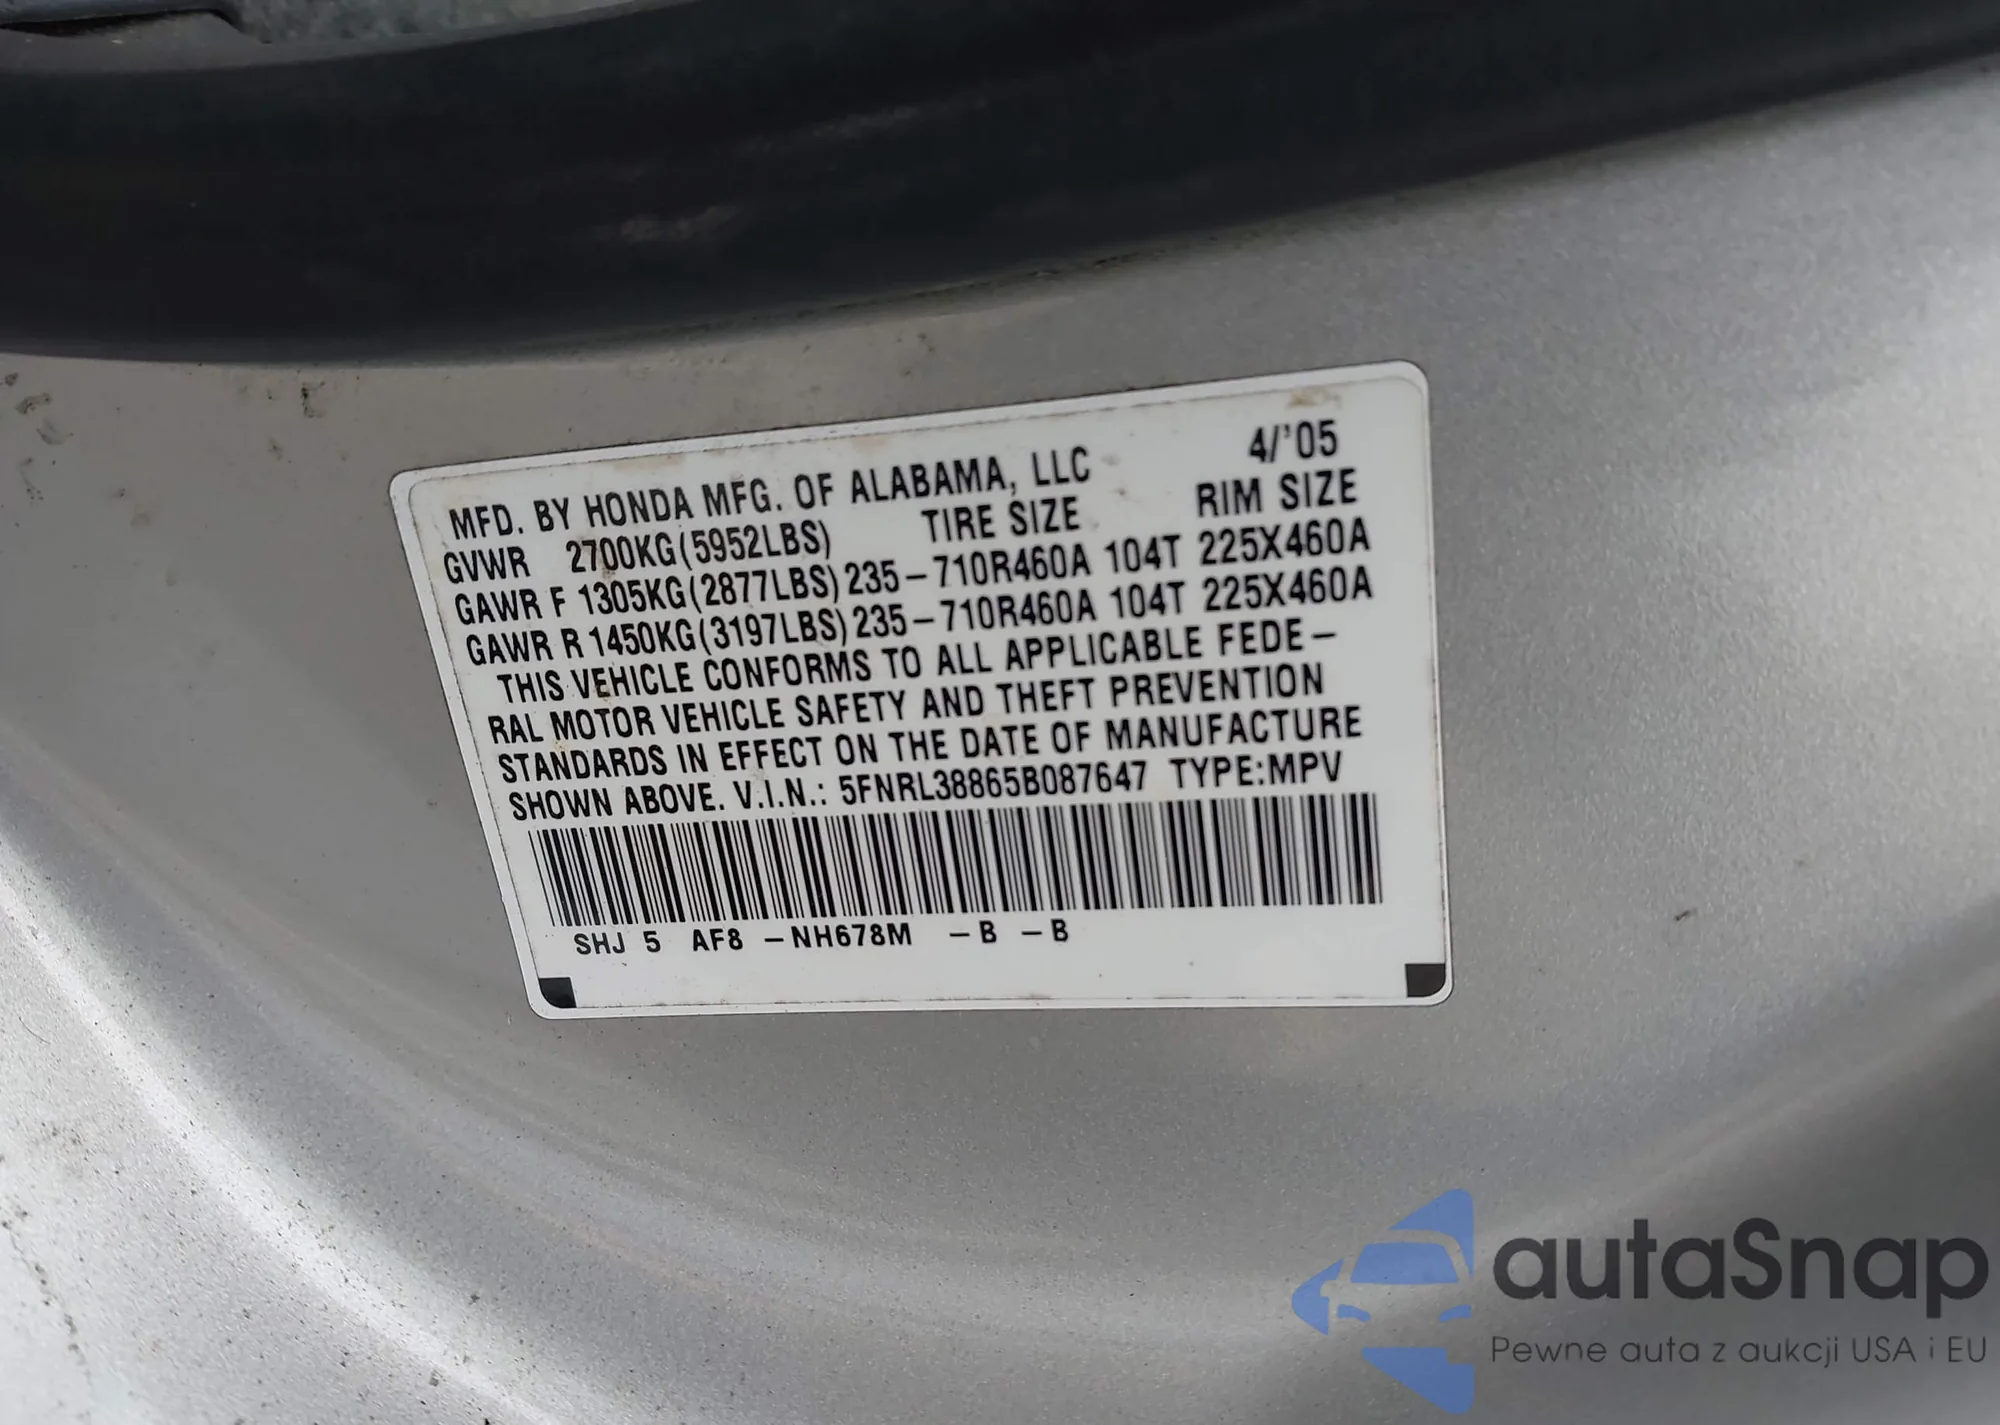 MFD. BY HONDA MFG. OF ALABAMA, LLC 4/'05
GVWR 2700KG(5952LBS) TIRE SIZE RIM SIZE
GAWR F 1305KG(2877LBS) 235-710R460A 104T 225X460A
GAWR R 1450KG(3197LBS) 235-710R460A 104T 225X460A
THIS VEHICLE CONFORMS TO ALL APPLICABLE FEDE-
RAL MOTOR VEHICLE SAFETY AND THEFT PREVENTION
STANDARDS IN EFFECT ON THE DATE OF MANUFACTURE
SHOWN ABOVE. V.I.N.: 5FNRL38865B087647 TYPE:MPV
SHJ 5 AF8 -NH678M -B -B
autaSnap
Pewne auta z aukcji USA i EU